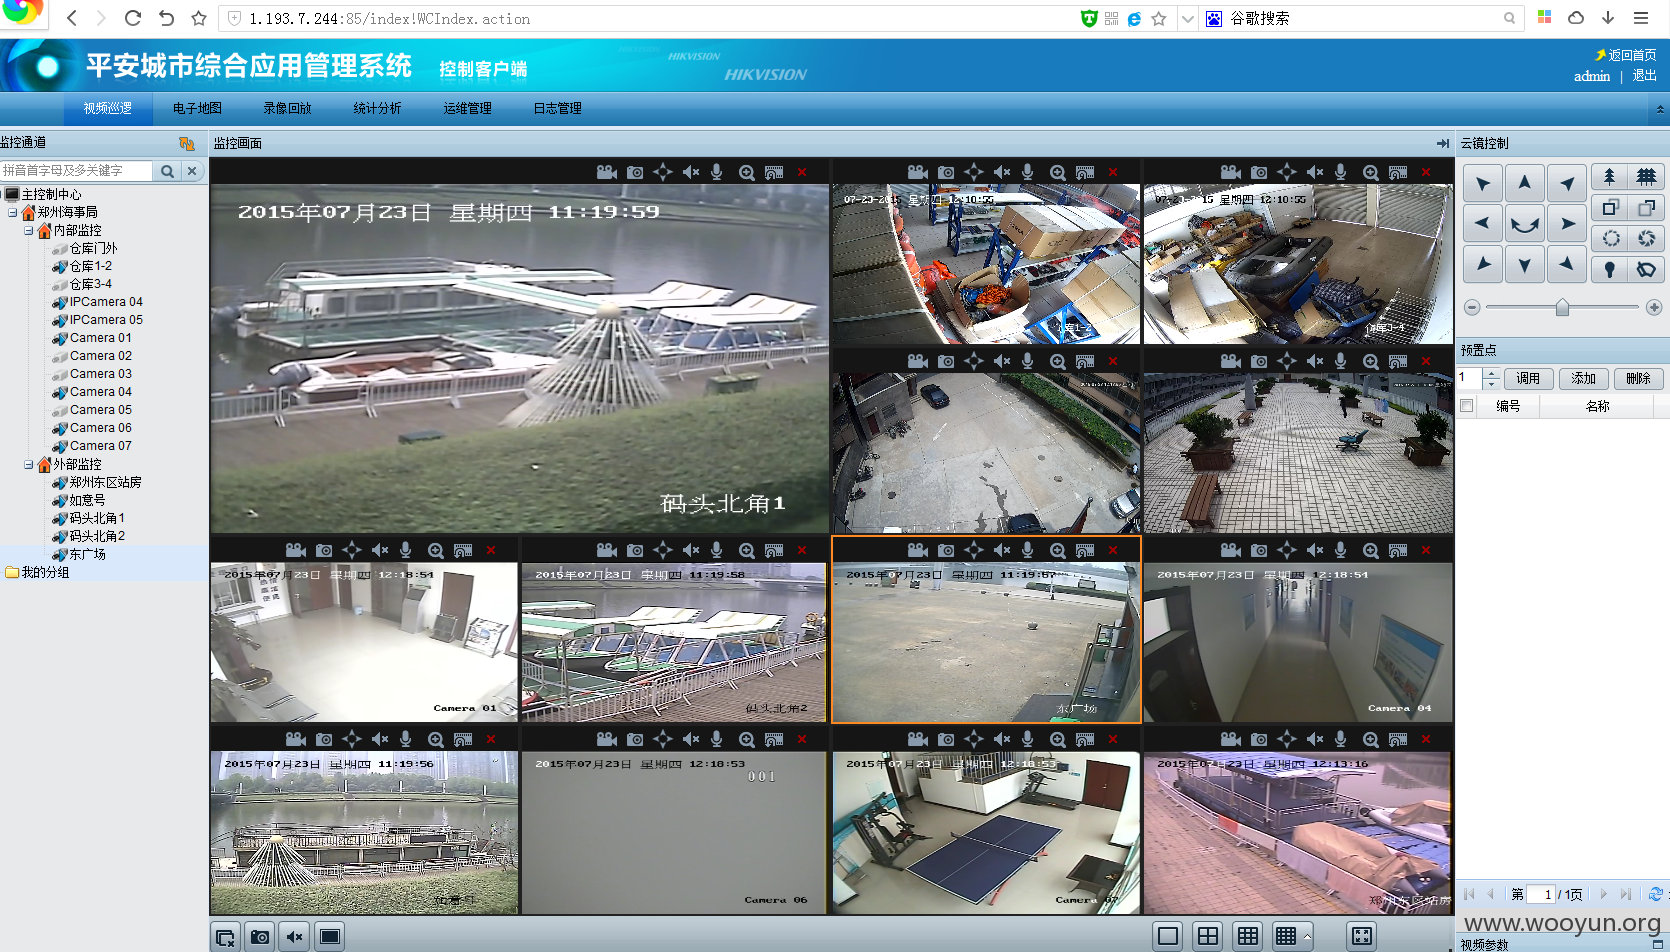 1.193.7.244:85/index!WCIndex.action
谷歌搜索
平安城市综合应用管理系统 控制客户端
HIKVISION
HIKVISION
返回首页
admin | 退出
视频巡逻 电子地图 录像回放 统计分析 运维管理 日志管理
监控通道
拼音首字母及多关键字
主控制中心
郑州海事局
内部监控
仓库门外
仓库1-2
仓库3-4
IPCamera 04
IPCamera 05
Camera 01
Camera 02
Camera 03
Camera 04
Camera 05
Camera 06
Camera 07
外部监控
郑州东区站房
如意号
码头北角1
码头北角2
东广场
我的分组
监控画面
2015年07月23日 星期四 11:19:59
码头北角1
07-23-2015 星期四 12:10:55
仓库1-2
07-23-2015 星期四 12:10:55
仓库3-4
2015年07月23日 星期四 12:18:54
Camera 01
2015年07月23日 星期四 11:19:58
码头北角2
2015年07月23日 星期四 11:19:57
东广场
2015年07月23日 星期四 12:18:54
Camera 04
2015年07月23日 星期四 11:19:56
如意号
2015年07月23日 星期四 12:18:53
001
Camera 06
2015年07月23日 星期四 12:18:53
Camera 07
2015年07月23日 星期四 12:13:16
郑州东区站房
云镜控制
预置点
1 调用 添加 删除
编号 名称
第 1 /1页
www.wooyun.org
视频参数